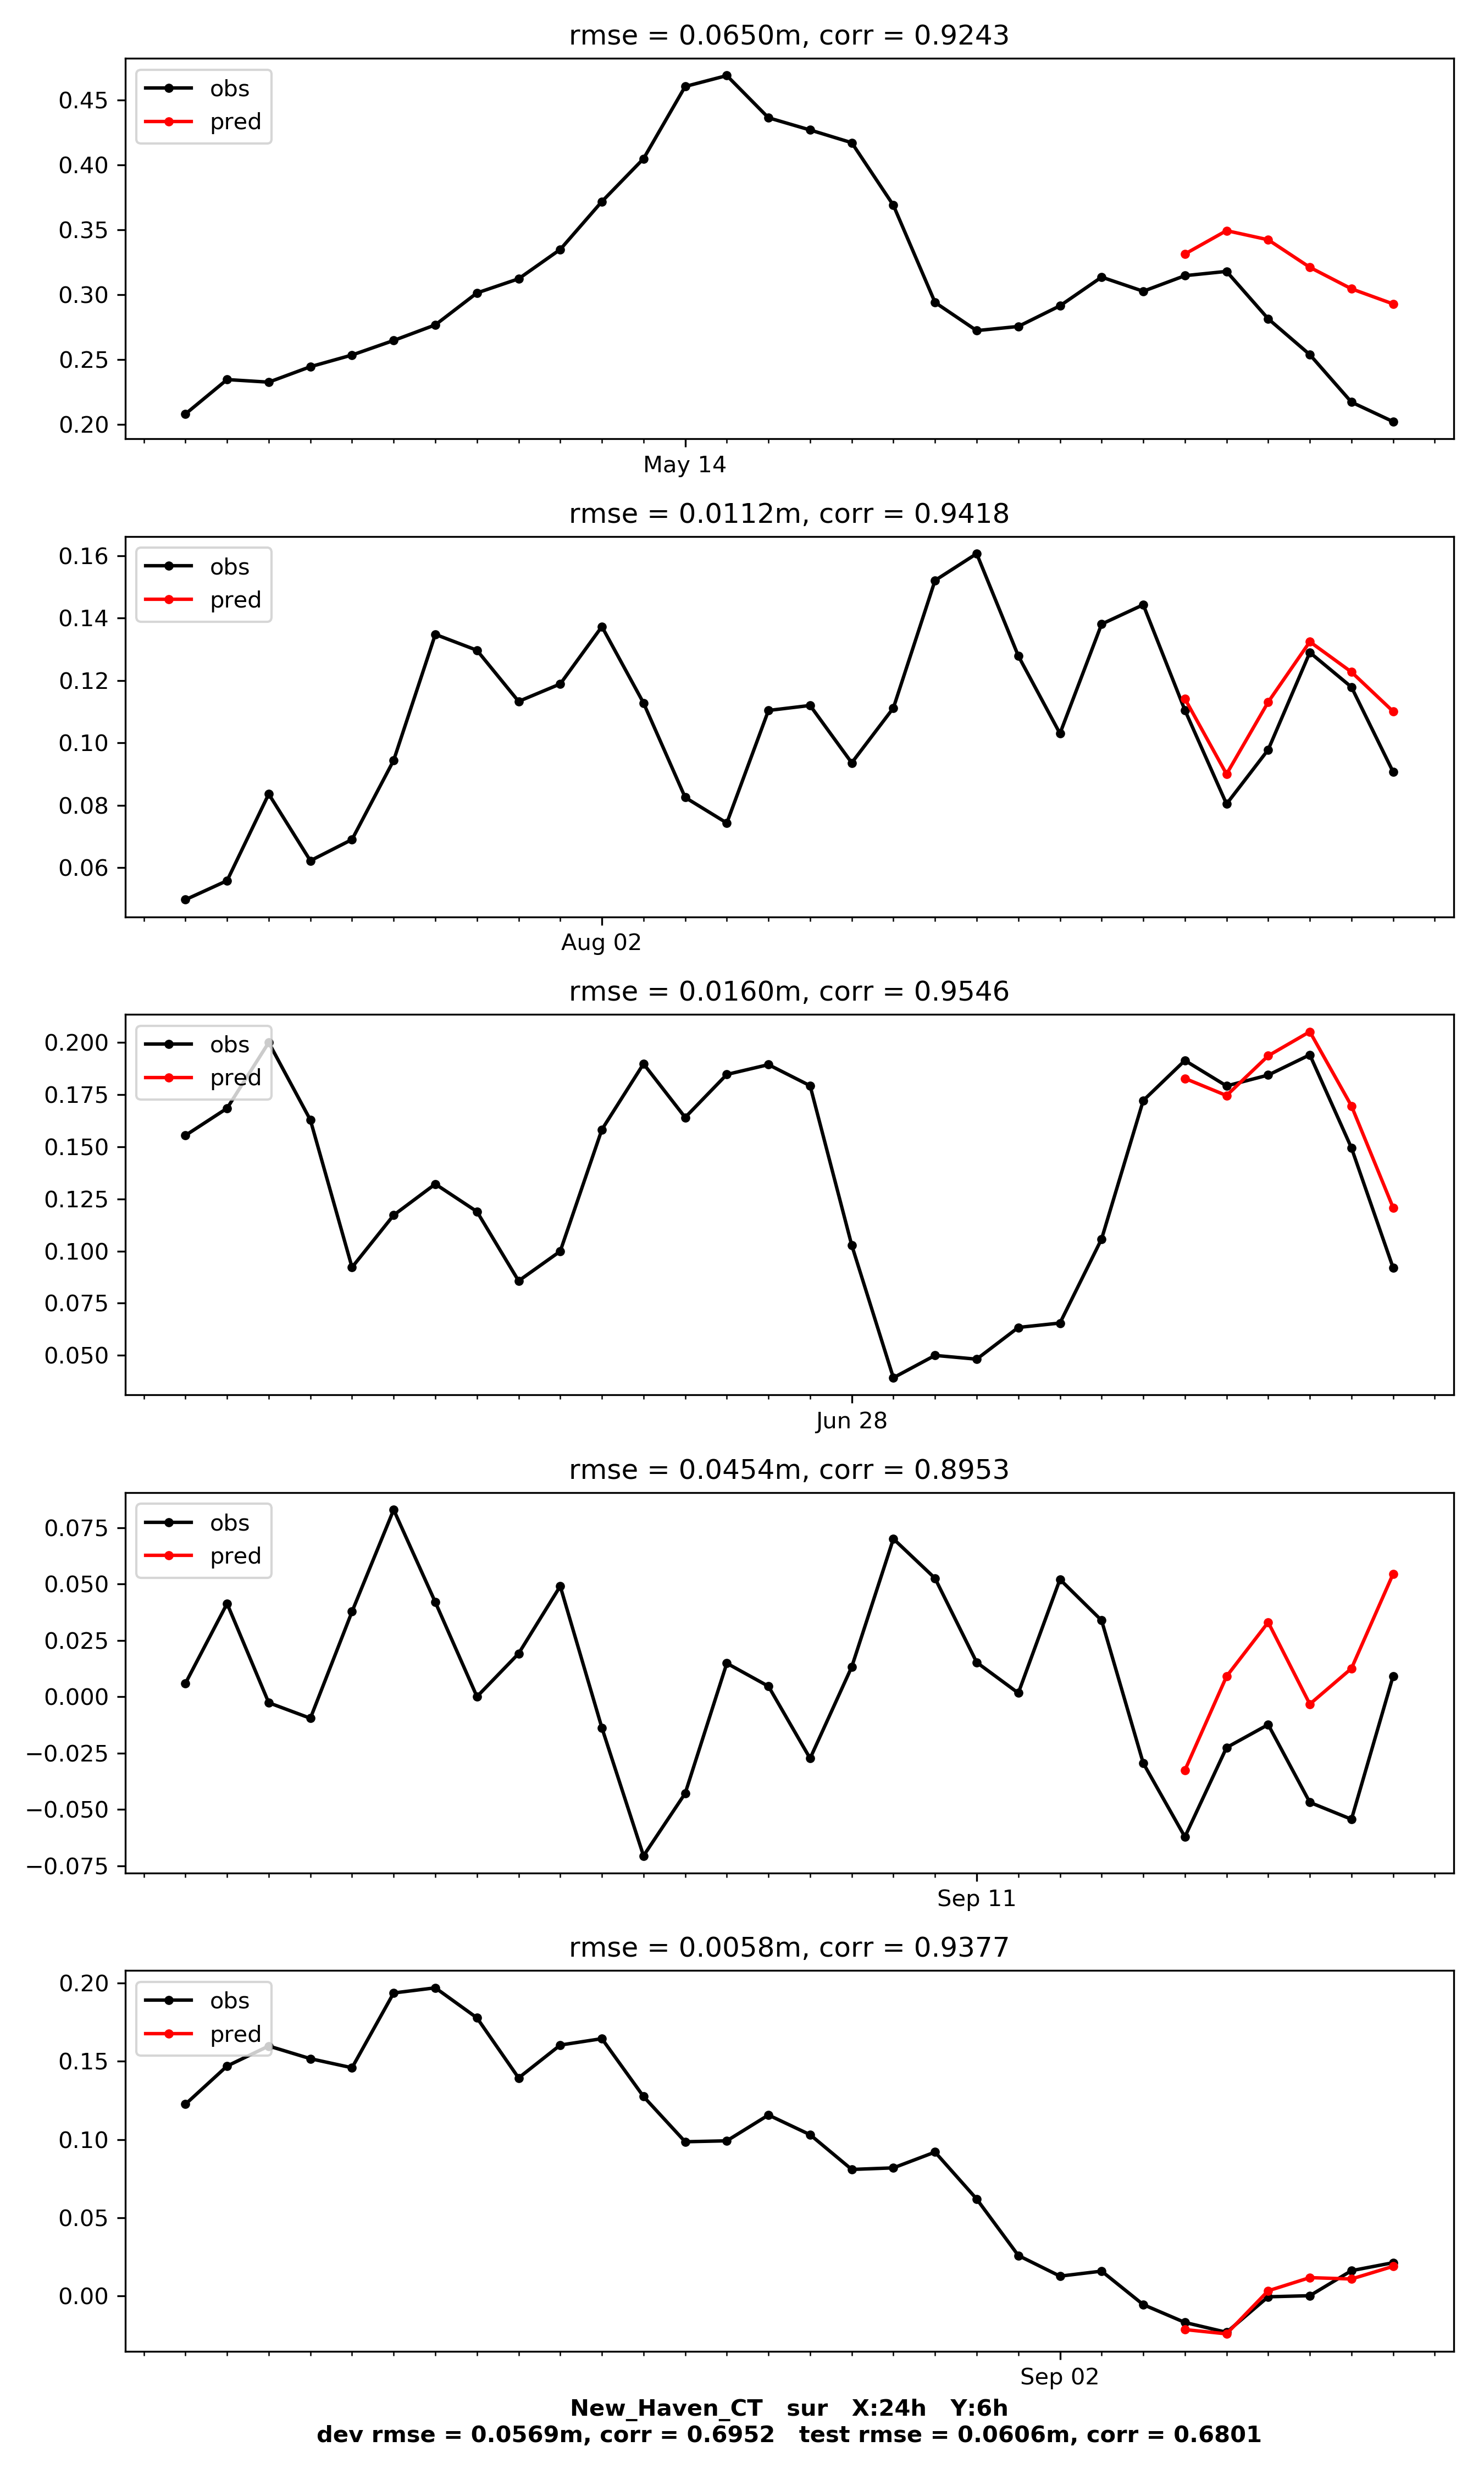 rmse = 0.0650m, corr = 0.9243
obs
pred
0.45
0.40
0.35
0.30
0.25
0.20
May 14
rmse = 0.0112m, corr = 0.9418
obs
pred
0.16
0.14
0.12
0.10
0.08
0.06
Aug 02
rmse = 0.0160m, corr = 0.9546
obs
pred
0.200
0.175
0.150
0.125
0.100
0.075
0.050
Jun 28
rmse = 0.0454m, corr = 0.8953
obs
pred
0.075
0.050
0.025
0.000
−0.025
−0.050
−0.075
Sep 11
rmse = 0.0058m, corr = 0.9377
obs
pred
0.20
0.15
0.10
0.05
0.00
Sep 02
New_Haven_CT sur X:24h Y:6h
dev rmse = 0.0569m, corr = 0.6952 test rmse = 0.0606m, corr = 0.6801